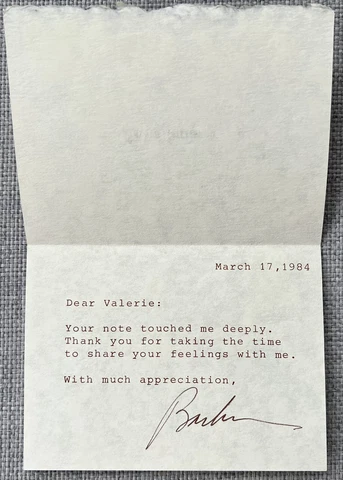 March 17,1984
Dear Valerie:
Your note touched me deeply.
Thank you for taking the time
to share your feelings with me.
With much appreciation,